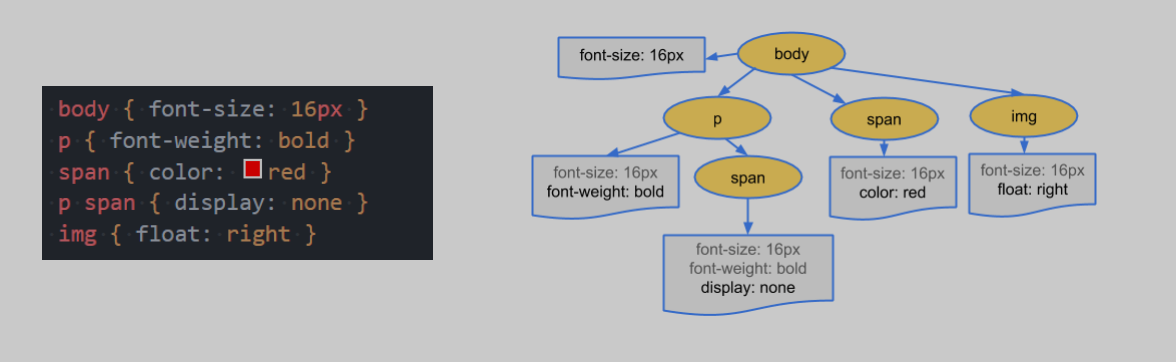 body { font-size: 16px }
p { font-weight: bold }
span { color: red }
p span { display: none }
img { float: right }
font-size: 16px
body
p
span
img
font-size: 16px
font-weight: bold
span
font-size: 16px
color: red
font-size: 16px
float: right
font-size: 16px
font-weight: bold
display: none